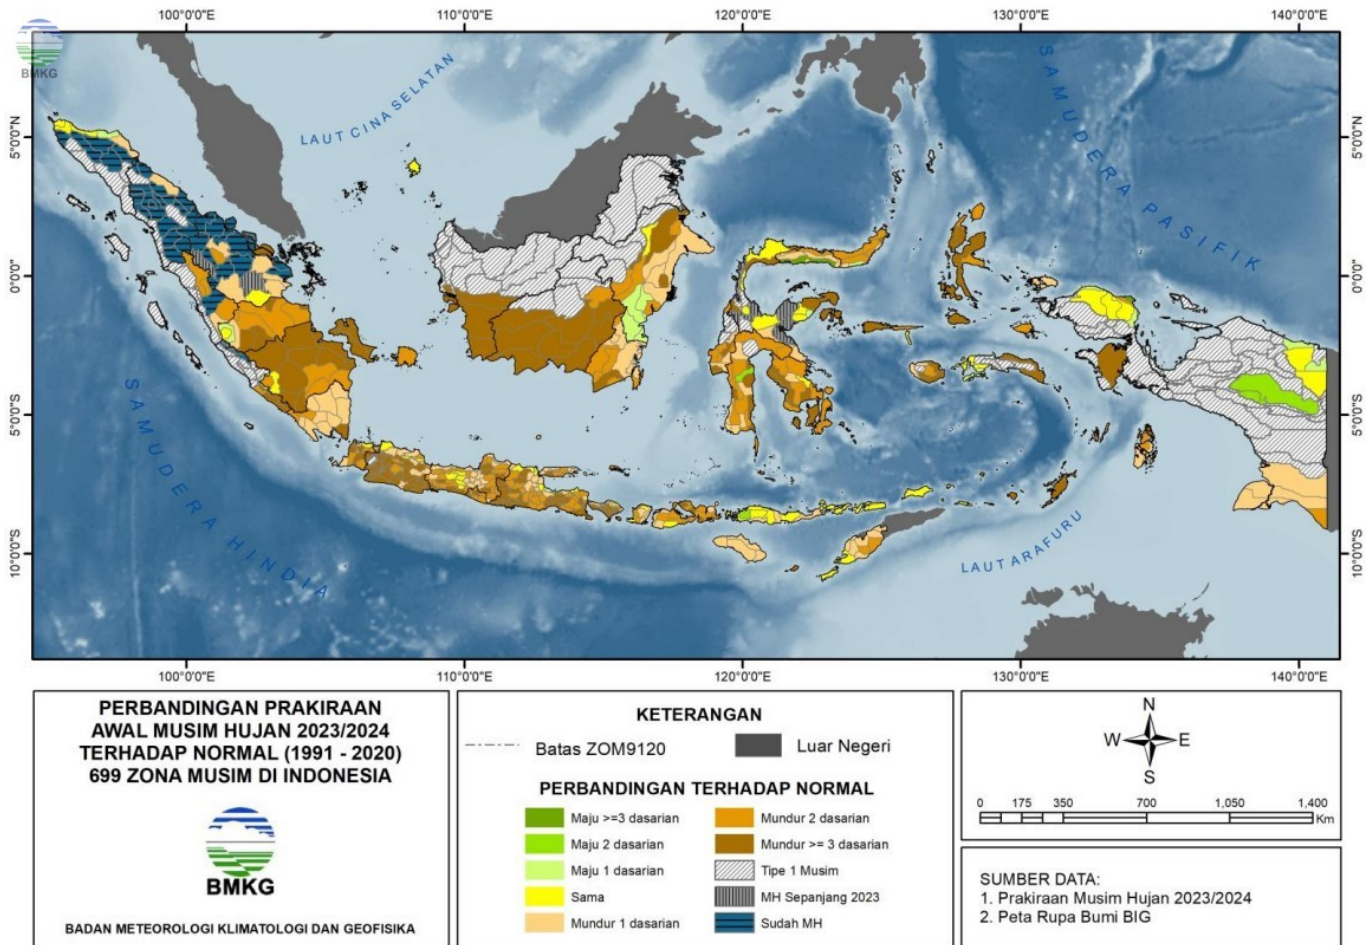 100°0'0"E 110°0'0"E 120°0'0"E 130°0'0"E 140°0'0"E
BMKG
LAUT CINA SELATAN
SAMUDERA PASIFIK
5°0'0"N 5°0'0"N
0°0'0" 0°0'0"
5°0'0"S 5°0'0"S
10°0'0"S 10°0'0"S
SAMUDERA HINDIA
LAUT ARAFURU
100°0'0"E 110°0'0"E 120°0'0"E 130°0'0"E 140°0'0"E
PERBANDINGAN PRAKIRAAN
AWAL MUSIM HUJAN 2023/2024
TERHADAP NORMAL (1991 - 2020)
699 ZONA MUSIM DI INDONESIA
BMKG
BADAN METEOROLOGI KLIMATOLOGI DAN GEOFISIKA
KETERANGAN
Batas ZOM9120 Luar Negeri
PERBANDINGAN TERHADAP NORMAL
Maju >=3 dasarian
Maju 2 dasarian
Maju 1 dasarian
Sama
Mundur 1 dasarian
Mundur 2 dasarian
Mundur >= 3 dasarian
Tipe 1 Musim
MH Sepanjang 2023
Sudah MH
N
W E
S
0 175 350 700 1,050 1,400
Km
SUMBER DATA:
1. Prakiraan Musim Hujan 2023/2024
2. Peta Rupa Bumi BIG